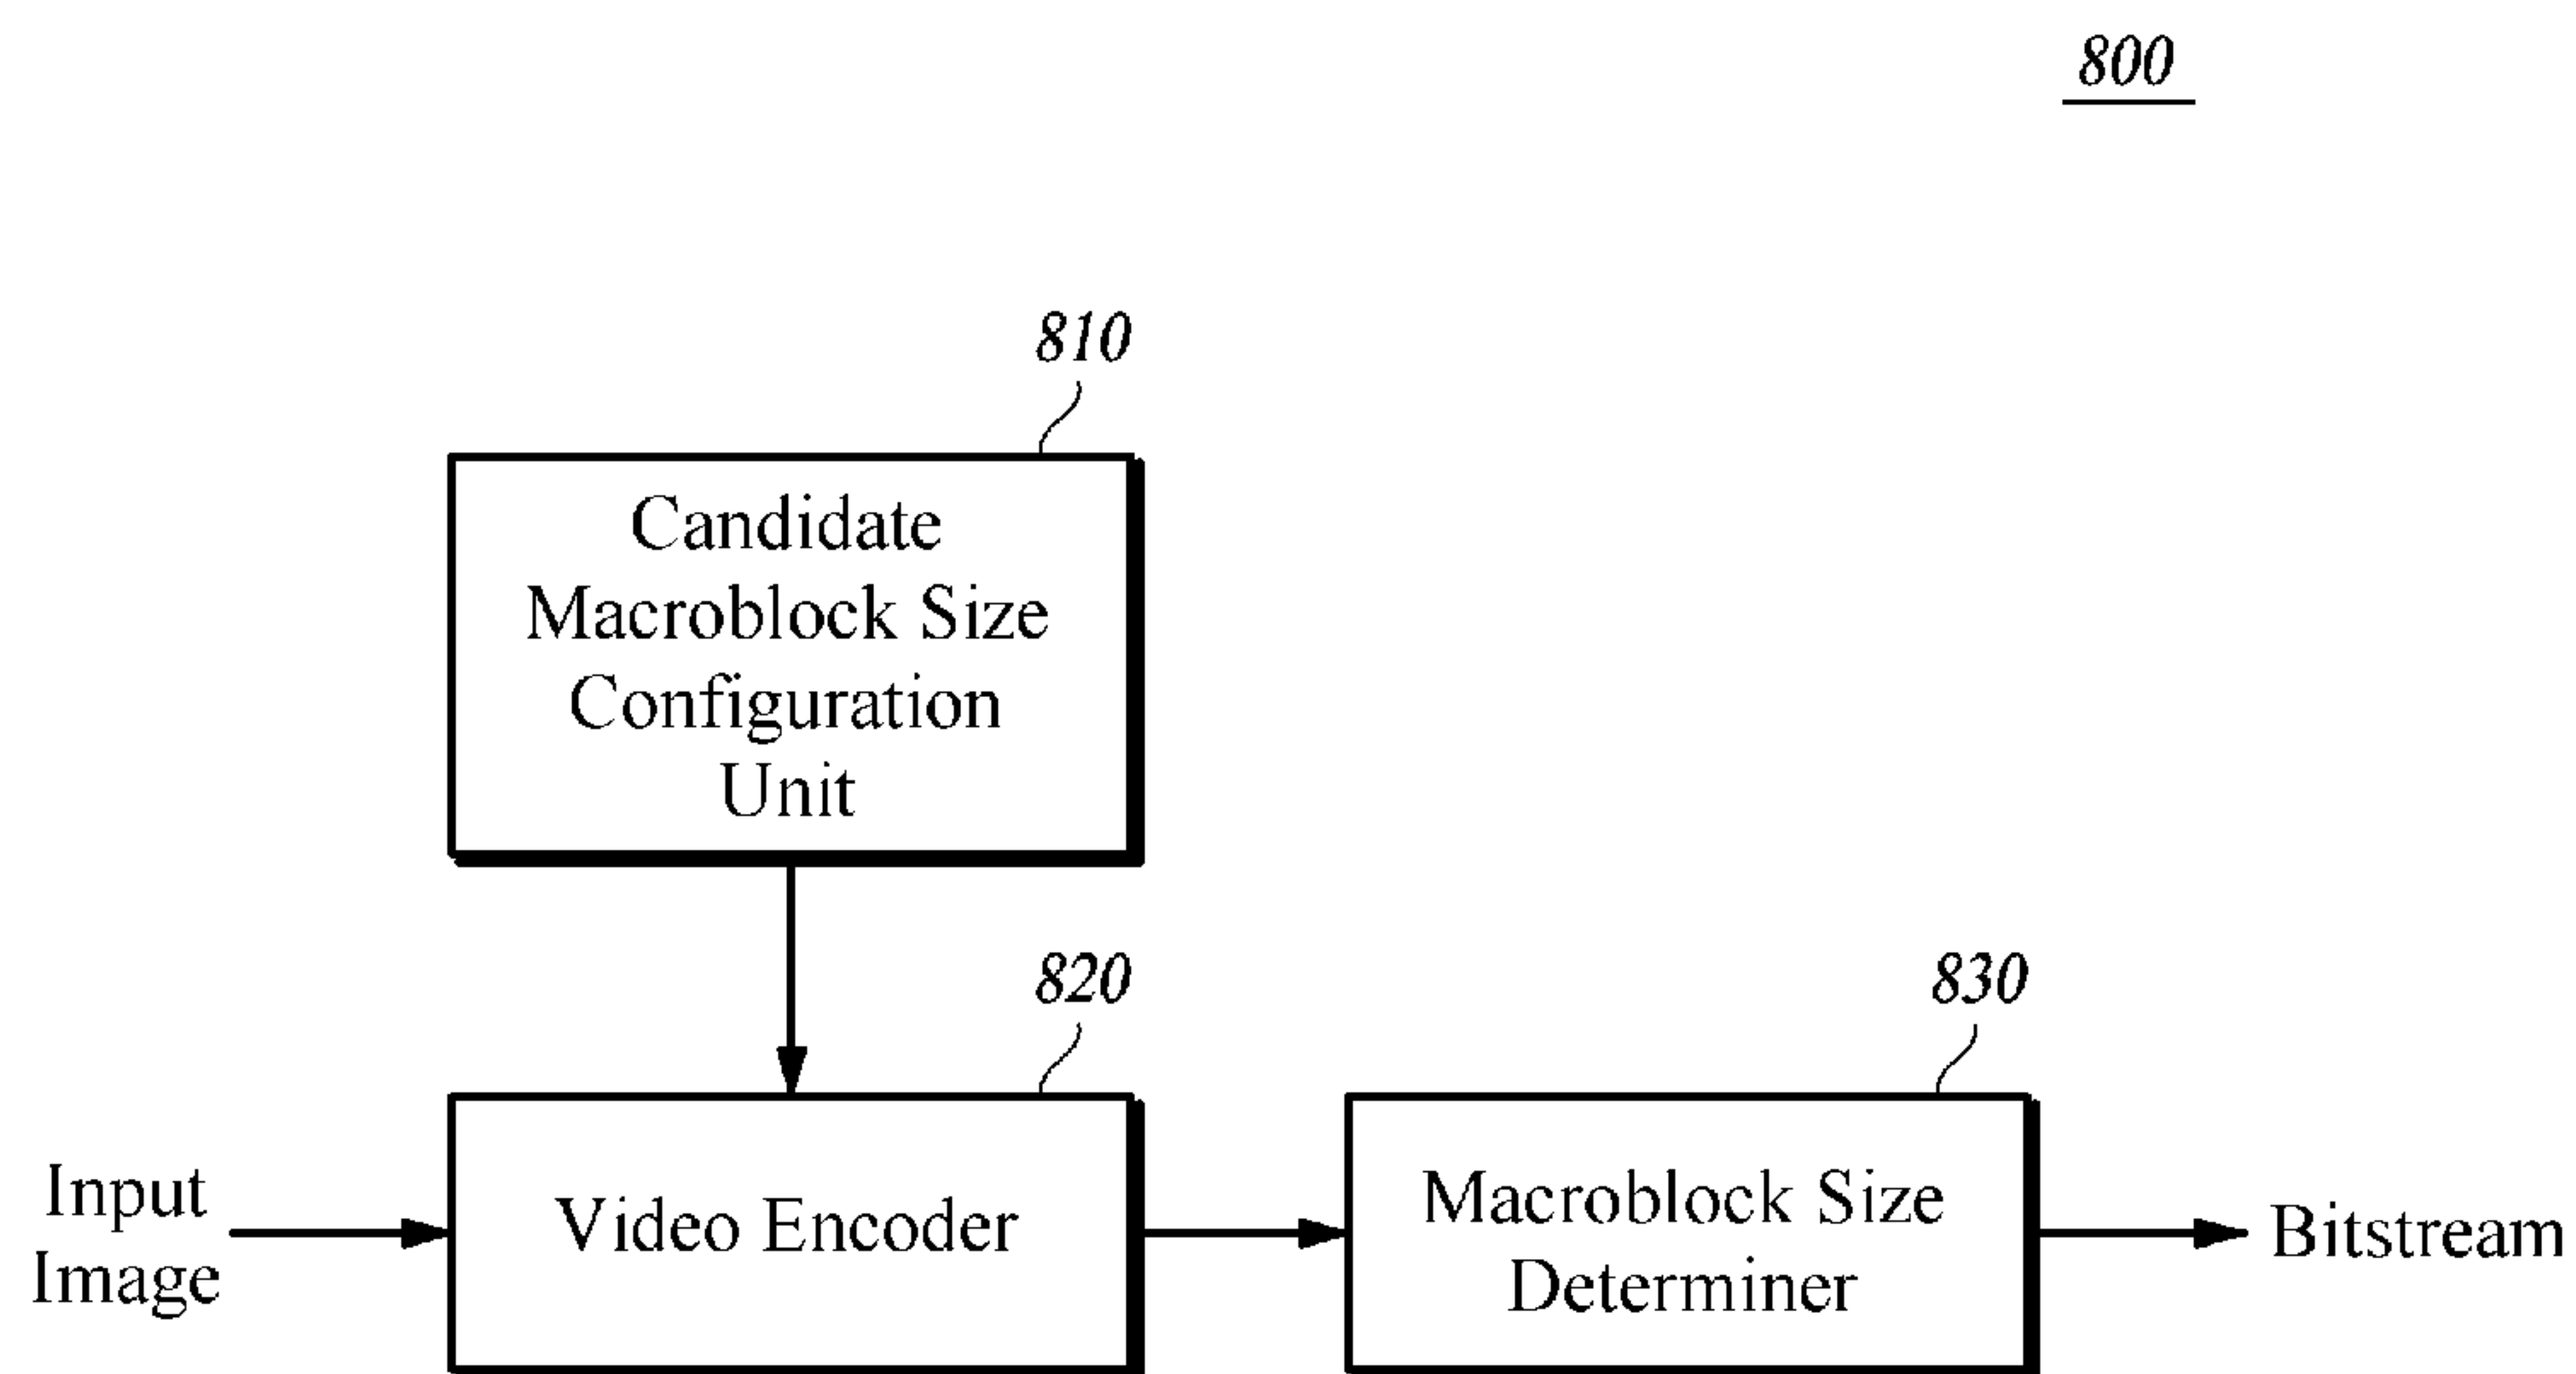 800
810
Candidate
Macroblock Size
Configuration
Unit
820
830
Input
Image
Video Encoder
Macroblock Size
Determiner
Bitstream